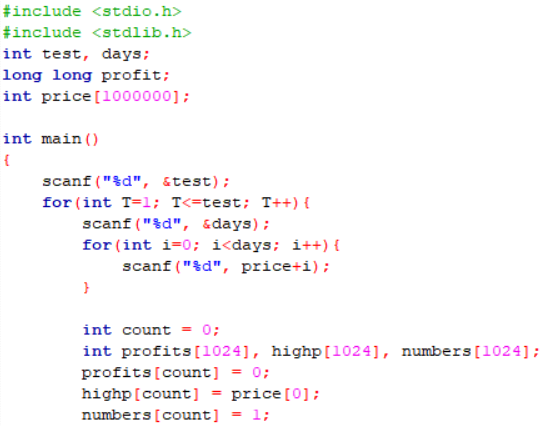 #include <stdio.h>
#include <stdlib.h>
int test, days;
long long profit;
int price[1000000];

int main()
{
    scanf("%d", &test);
    for(int T=1; T<=test; T++){
        scanf("%d", &days);
        for(int i=0; i<days; i++){
            scanf("%d", price+i);
        }

        int count = 0;
        int profits[1024], highp[1024], numbers[1024];
        profits[count] = 0;
        highp[count] = price[0];
        numbers[count] = 1;